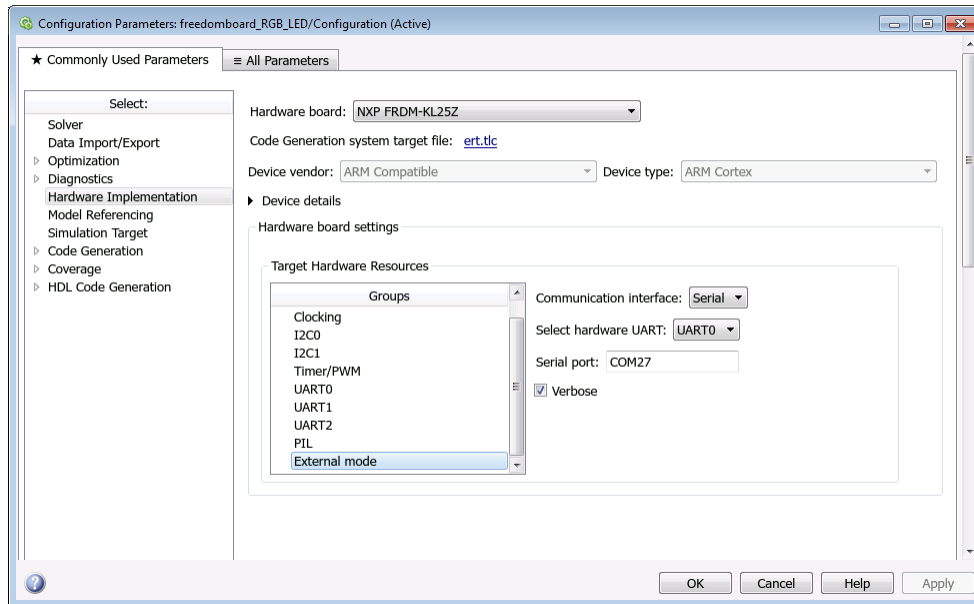 Configuration Parameters: freedomboard_RGB_LED/Configuration (Active)
★ Commonly Used Parameters
≡ All Parameters
Select:
Solver
Data Import/Export
Optimization
Diagnostics
Hardware Implementation
Model Referencing
Simulation Target
Code Generation
Coverage
HDL Code Generation
Hardware board: NXP FRDM-KL25Z
Code Generation system target file: ert.tlc
Device vendor: ARM Compatible Device type: ARM Cortex
Device details
Hardware board settings
Target Hardware Resources
Groups
Clocking
I2C0
I2C1
Timer/PWM
UART0
UART1
UART2
PIL
External mode
Communication interface: Serial
Select hardware UART: UART0
Serial port: COM27
Verbose
OK Cancel Help Apply